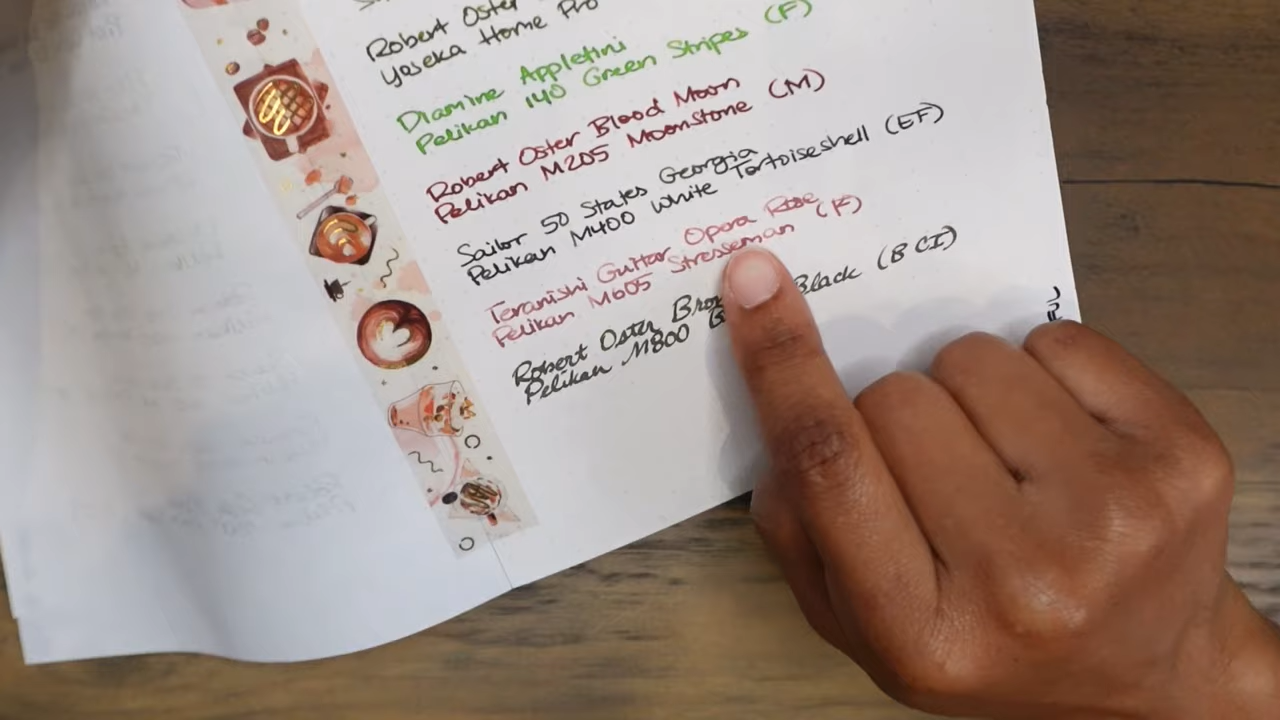 Robert Oster
Yoseka Home Pro
Diamine Appletini
Pelikan 140 Green Stripes (F)
Robert Oster Blood Moon
Pelikan M205 Moonstone (M)
Sailor 50 States Georgia
Pelikan M400 White Tortoiseshell (EF)
Teranishi Guitar Opera Rose
Pelikan M605 Stresseman (F)
Robert Oster Black (B CI)
Pelikan M800